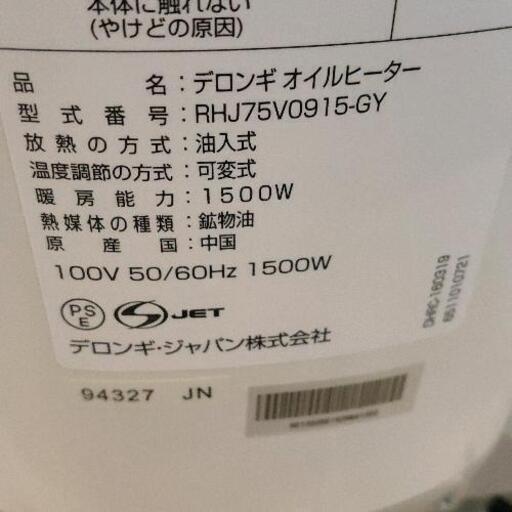 本体に触れない
(やけどの原因)
品名:デロンギ オイルヒーター
型式番号:RHJ75V0915-GY
放熱の方式:油入式
温度調節の方式:可変式
暖房能力:1500W
熱媒体の種類:鉱物油
原産国:中国
100V 50/60Hz 1500W
PS
E
JET
デロンギ・ジャパン株式会社
DHRC-160319
6511010721
94327 JN